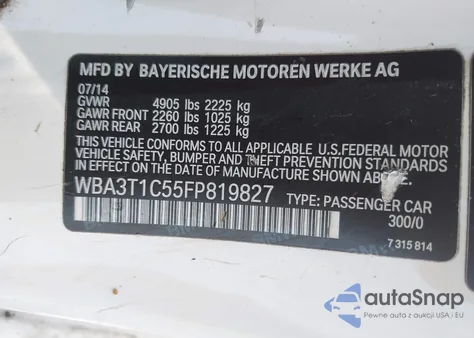 MFD BY BAYERISCHE MOTOREN WERKE AG
07/14
GVWR 4905 lbs 2225 kg
GAWR FRONT 2260 lbs 1025 kg
GAWR REAR 2700 lbs 1225 kg
THIS VEHICLE CONFORMS TO ALL APPLICABLE U.S.FEDERAL MOTOR
VEHICLE SAFETY, BUMPER, AND THEFT PREVENTION STANDARDS
IN EFFECT ON THE DATE OF MANUFACTURE SHOWN ABOVE.
WBA3T1C55FP819827
TYPE: PASSENGER CAR
300/0
7 315 814
autoSnap
Pewne auta z aukcji USA i EU